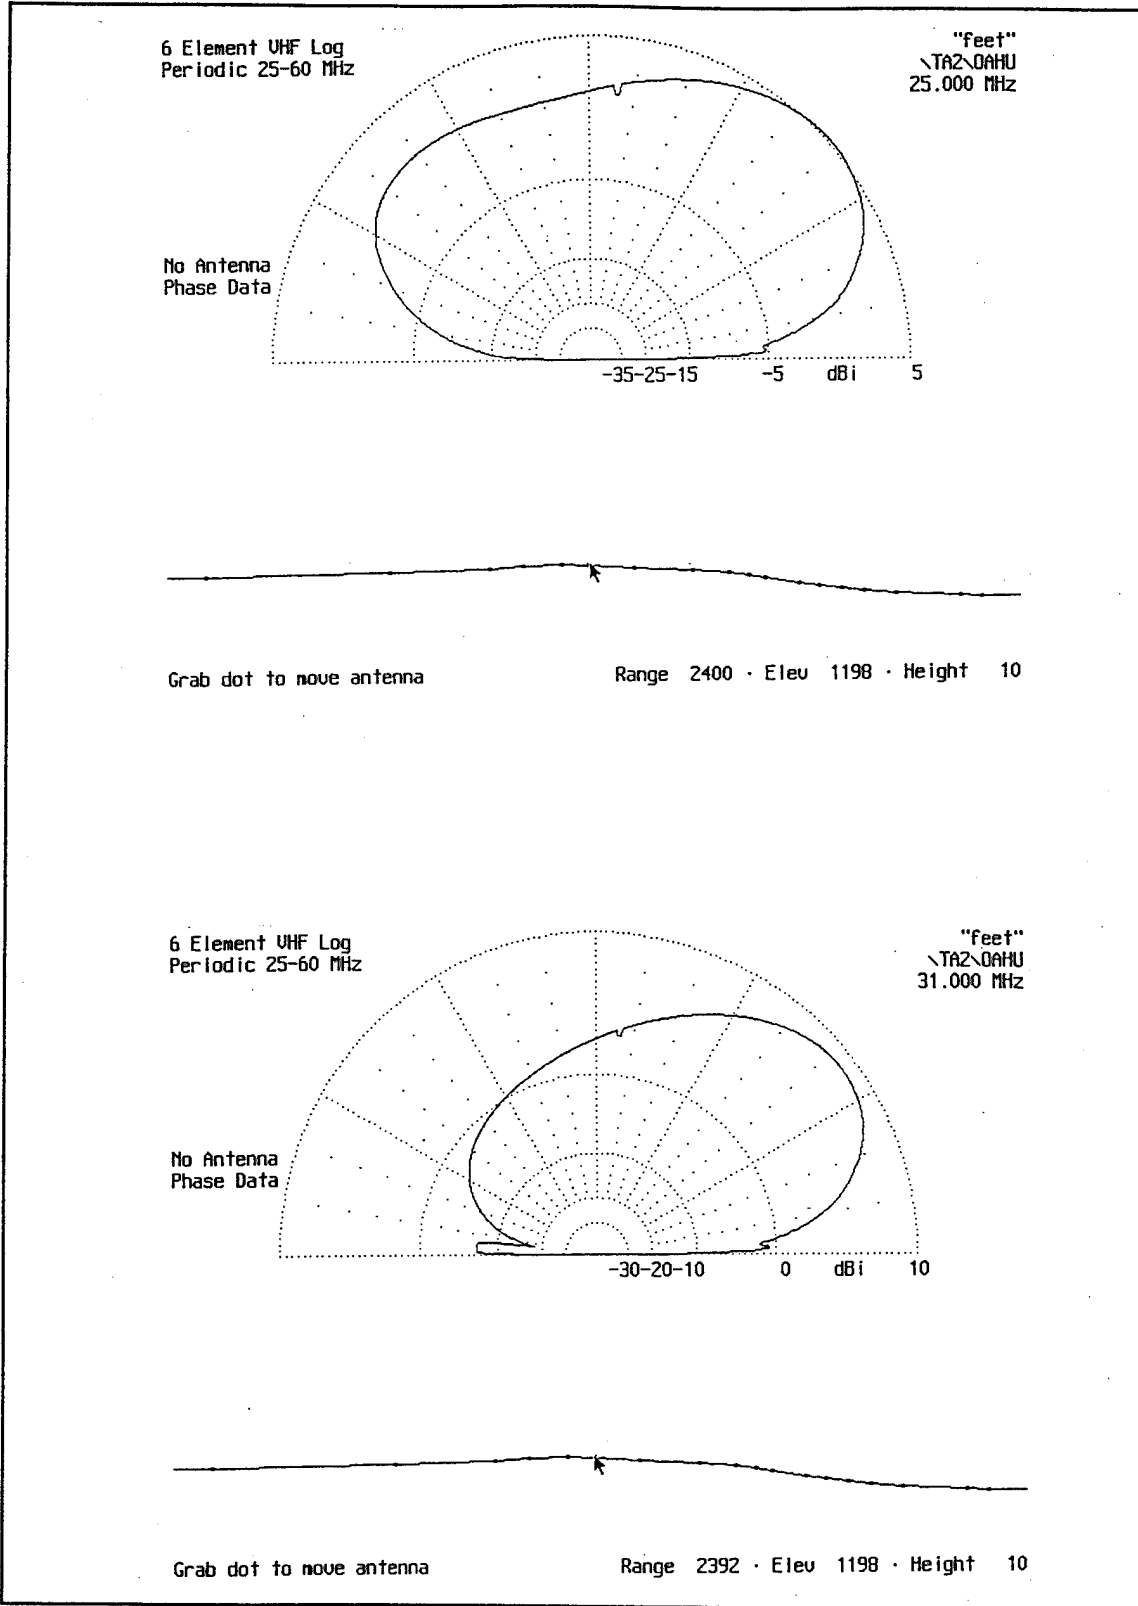 6 Element VHF Log
Periodic 25-60 MHz
"feet"
\TA2\OAHU
25.000 MHz
No Antenna
Phase Data
-35-25-15 -5 dBi 5
Grab dot to move antenna
Range 2400 · Elev 1198 · Height 10
6 Element VHF Log
Periodic 25-60 MHz
"feet"
\TA2\OAHU
31.000 MHz
No Antenna
Phase Data
-30-20-10 0 dBi 10
Grab dot to move antenna
Range 2392 · Elev 1198 · Height 10